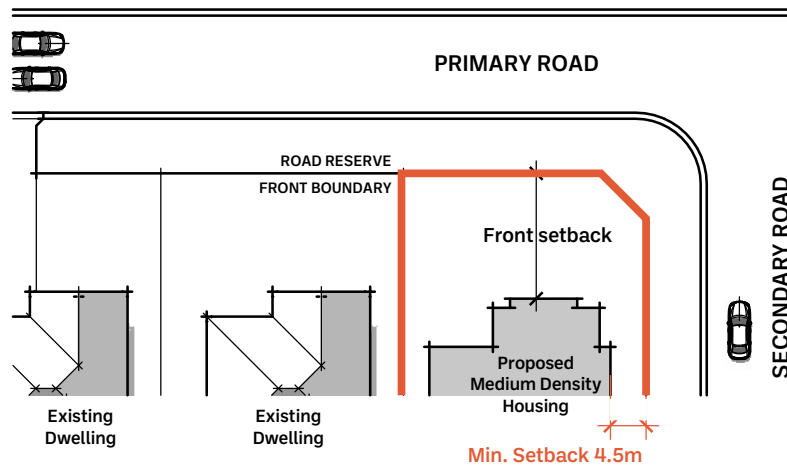 PRIMARY ROAD
ROAD RESERVE
FRONT BOUNDARY
SECONDARY ROAD
Front setback
Proposed
Medium Density
Housing
Existing
Dwelling
Existing
Dwelling
Min. Setback 4.5m